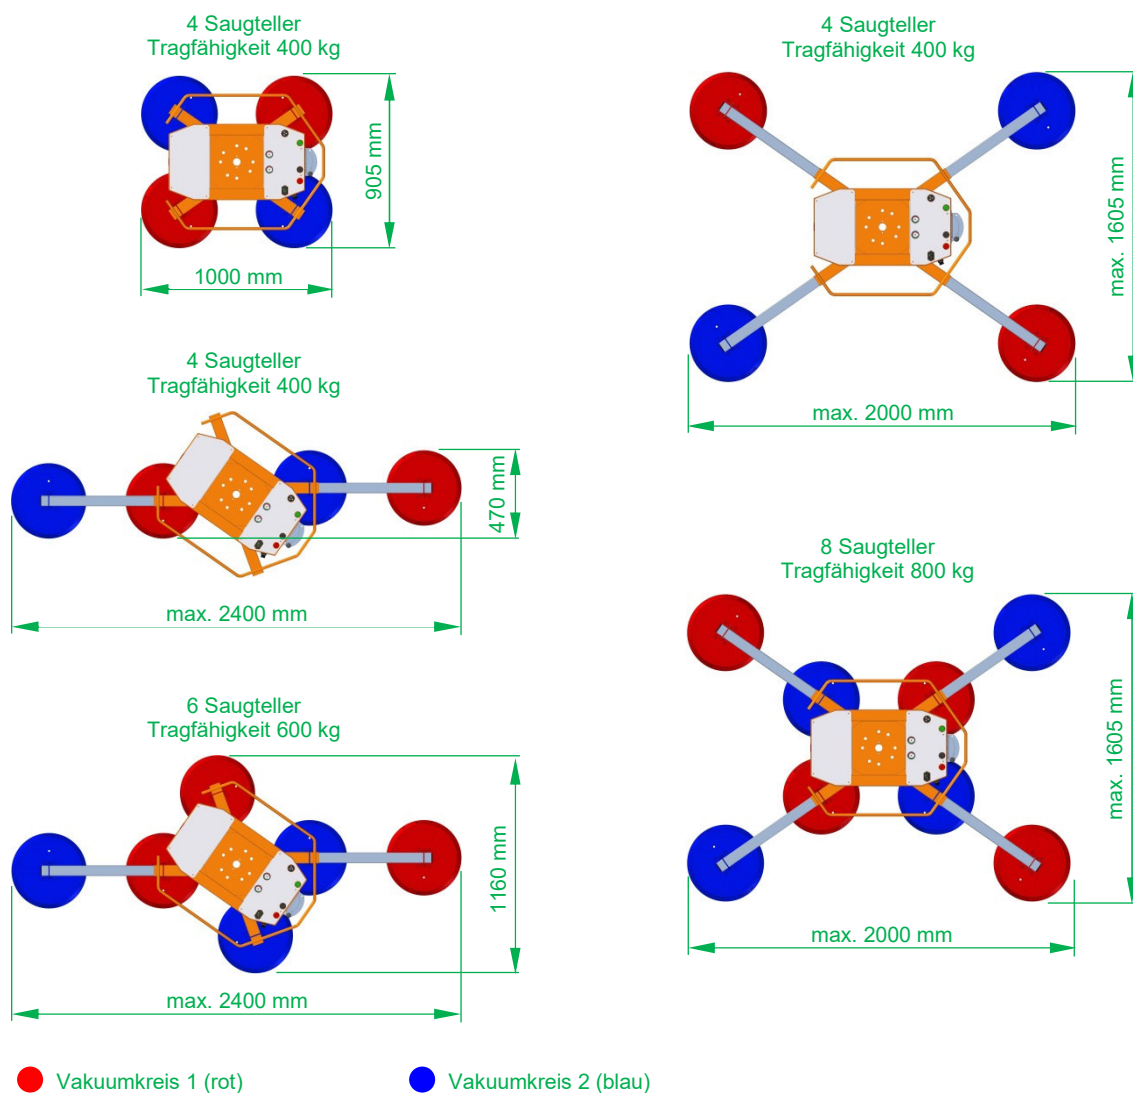 4 Saugteller
Tragfähigkeit 400 kg
905 mm
1000 mm
4 Saugteller
Tragfähigkeit 400 kg
max. 1605 mm
max. 2000 mm
4 Saugteller
Tragfähigkeit 400 kg
470 mm
max. 2400 mm
8 Saugteller
Tragfähigkeit 800 kg
max. 1605 mm
max. 2000 mm
6 Saugteller
Tragfähigkeit 600 kg
1160 mm
max. 2400 mm
Vakuumkreis 1 (rot)
Vakuumkreis 2 (blau)